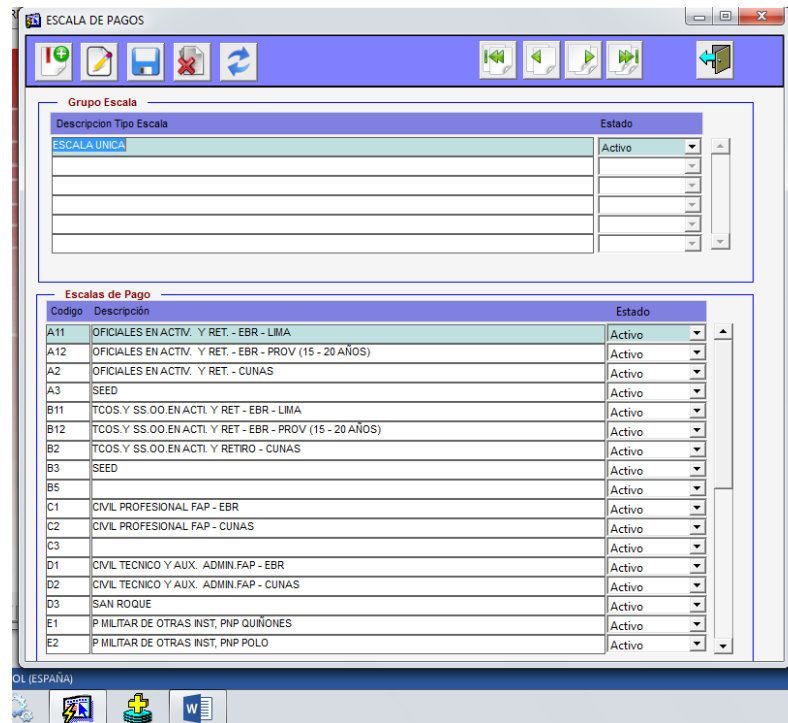 ESCALA DE PAGOS
Grupo Escala
Descripcion Tipo Escala Estado
ESCALA UNICA Activo
Escalas de Pago
Codigo Descripción Estado
A11 OFICIALES EN ACTIV. Y RET. - EBR - LIMA Activo
A12 OFICIALES EN ACTIV. Y RET. - EBR - PROV (15 - 20 AÑOS) Activo
A2 OFICIALES EN ACTIV. Y RET. - CUNAS Activo
A3 SEED Activo
B11 TCOS.Y SS.OO.EN ACTI. Y RET - EBR - LIMA Activo
B12 TCOS.Y SS.OO.EN ACTI. Y RET - EBR - PROV (15 - 20 AÑOS) Activo
B2 TCOS.Y SS.OO.EN ACTI. Y RETIRO - CUNAS Activo
B3 SEED Activo
B5 Activo
C1 CIVIL PROFESIONAL FAP - EBR Activo
C2 CIVIL PROFESIONAL FAP - CUNAS Activo
C3 Activo
D1 CIVIL TECNICO Y AUX. ADMIN.FAP - EBR Activo
D2 CIVIL TECNICO Y AUX. ADMIN.FAP - CUNAS Activo
D3 SAN ROQUE Activo
E1 P MILITAR DE OTRAS INST, PNP QUIÑONES Activo
E2 P MILITAR DE OTRAS INST, PNP POLO Activo
OL (ESPAÑA)
W